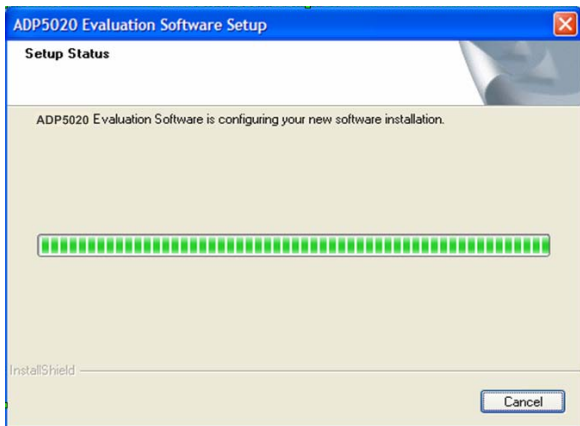 ADP5020 Evaluation Software Setup
Setup Status
ADP5020 Evaluation Software is configuring your new software installation.
InstallShield
Cancel